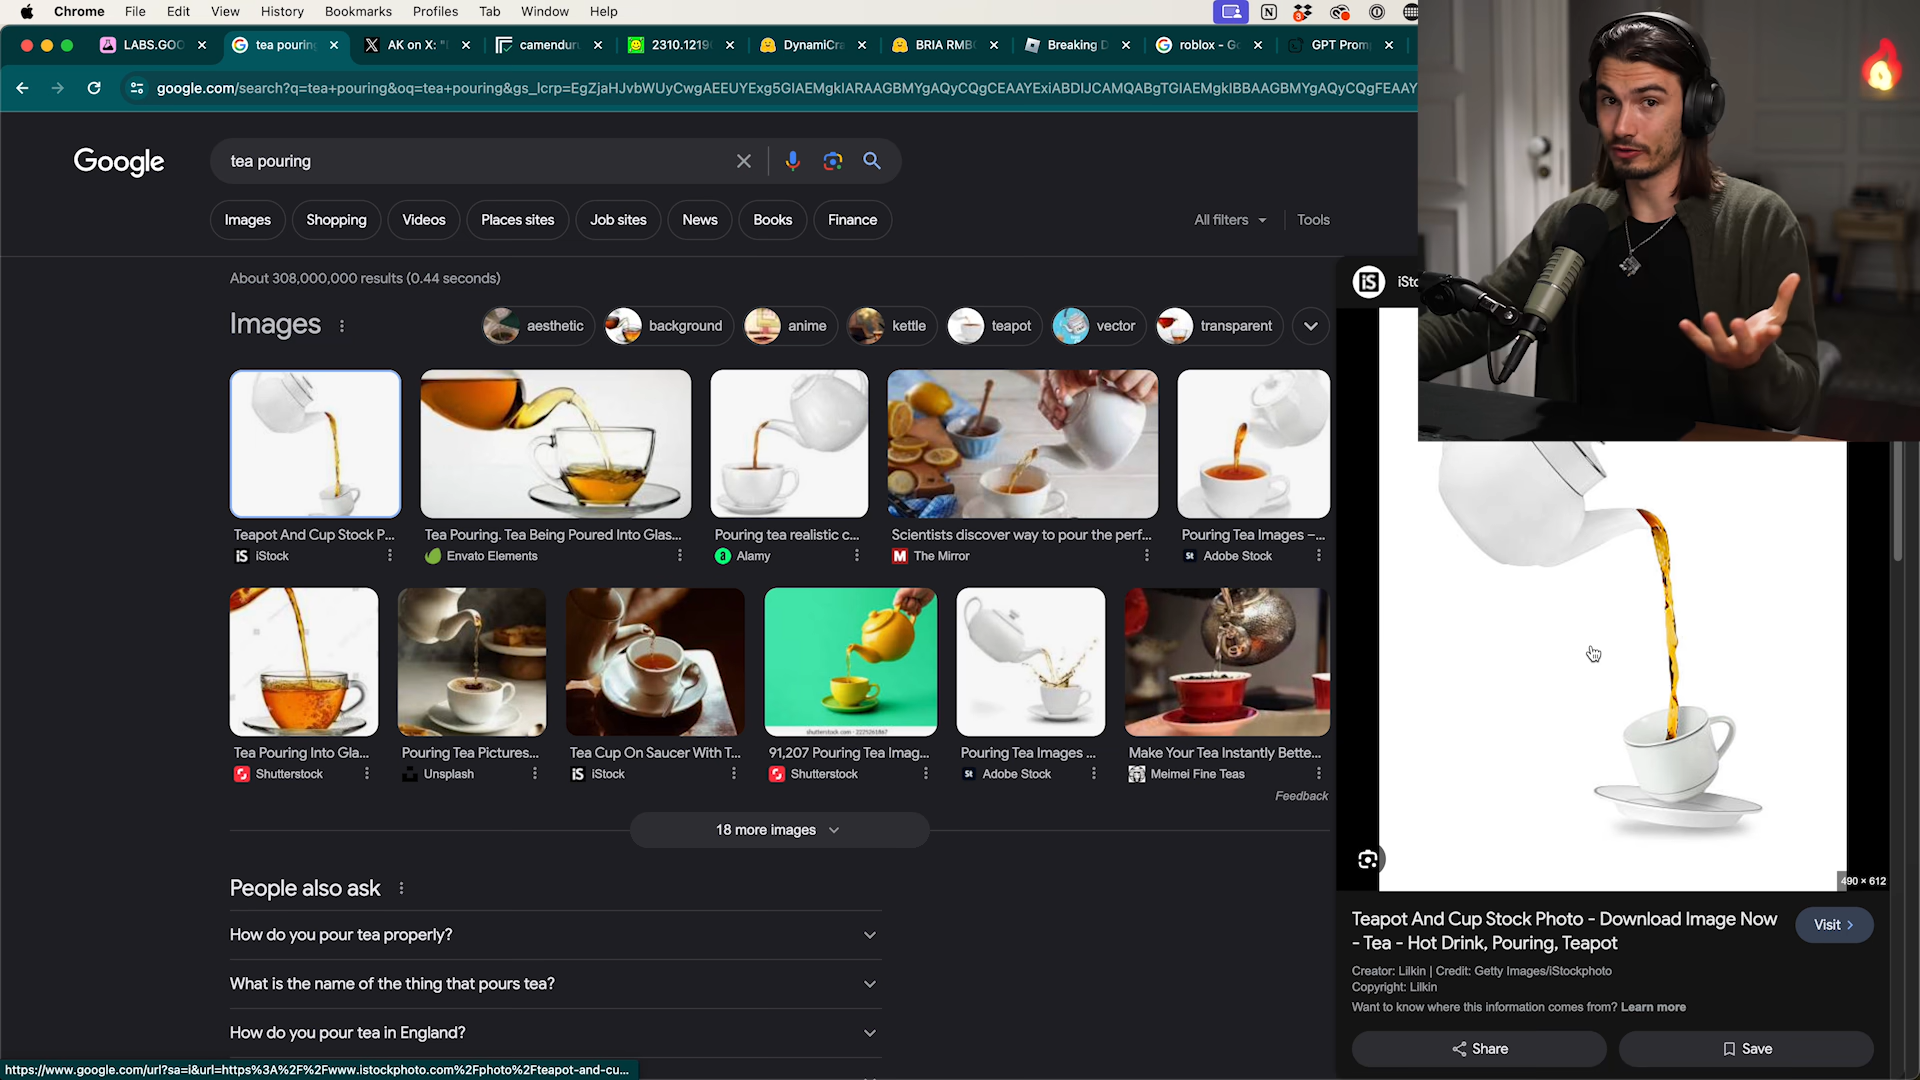 Chrome File Edit View History Bookmarks Profiles Tab Window Help
LABS.GOO
tea pouring
AK on X: "
camenduru
2310.1219
DynamiCra
BRIA RMB
Breaking D
roblox - Go
GPT Prom
google.com/search?q=tea+pouring&oq=tea+pouring&gs_lcrp=EgZjaHJvbWUyCwgAEEUYExg5GIAEMgkIARAAGBMYgAQyCQgCEAAYExiABDIJCAMQABgTGIAEMgkIBBAAGBMYgAQyCQgFEAAY
Google
tea pouring
Images Shopping Videos Places sites Job sites News Books Finance
All filters Tools
About 308,000,000 results (0.44 seconds)
Images
aesthetic background anime kettle teapot vector transparent
Teapot And Cup Stock P...
iS iStock
Tea Pouring. Tea Being Poured Into Glas...
Envato Elements
Pouring tea realistic c...
a Alamy
Scientists discover way to pour the perf...
M The Mirror
Pouring Tea Images –...
St Adobe Stock
Tea Pouring Into Gla...
Shutterstock
Pouring Tea Pictures...
Unsplash
Tea Cup On Saucer With T...
iS iStock
91,207 Pouring Tea Imag...
Shutterstock
Pouring Tea Images ...
St Adobe Stock
Make Your Tea Instantly Bette...
Meimei Fine Teas
Feedback
18 more images
People also ask
How do you pour tea properly?
What is the name of the thing that pours tea?
How do you pour tea in England?
https://www.google.com/url?sa=i&url=https%3A%2F%2Fwww.istockphoto.com%2Fphoto%2Fteapot-and-cu...
iS iSto
490 × 612
Teapot And Cup Stock Photo - Download Image Now
- Tea - Hot Drink, Pouring, Teapot
Visit
Creator: Lilkin | Credit: Getty Images/iStockphoto
Copyright: Lilkin
Want to know where this information comes from? Learn more
Share
Save